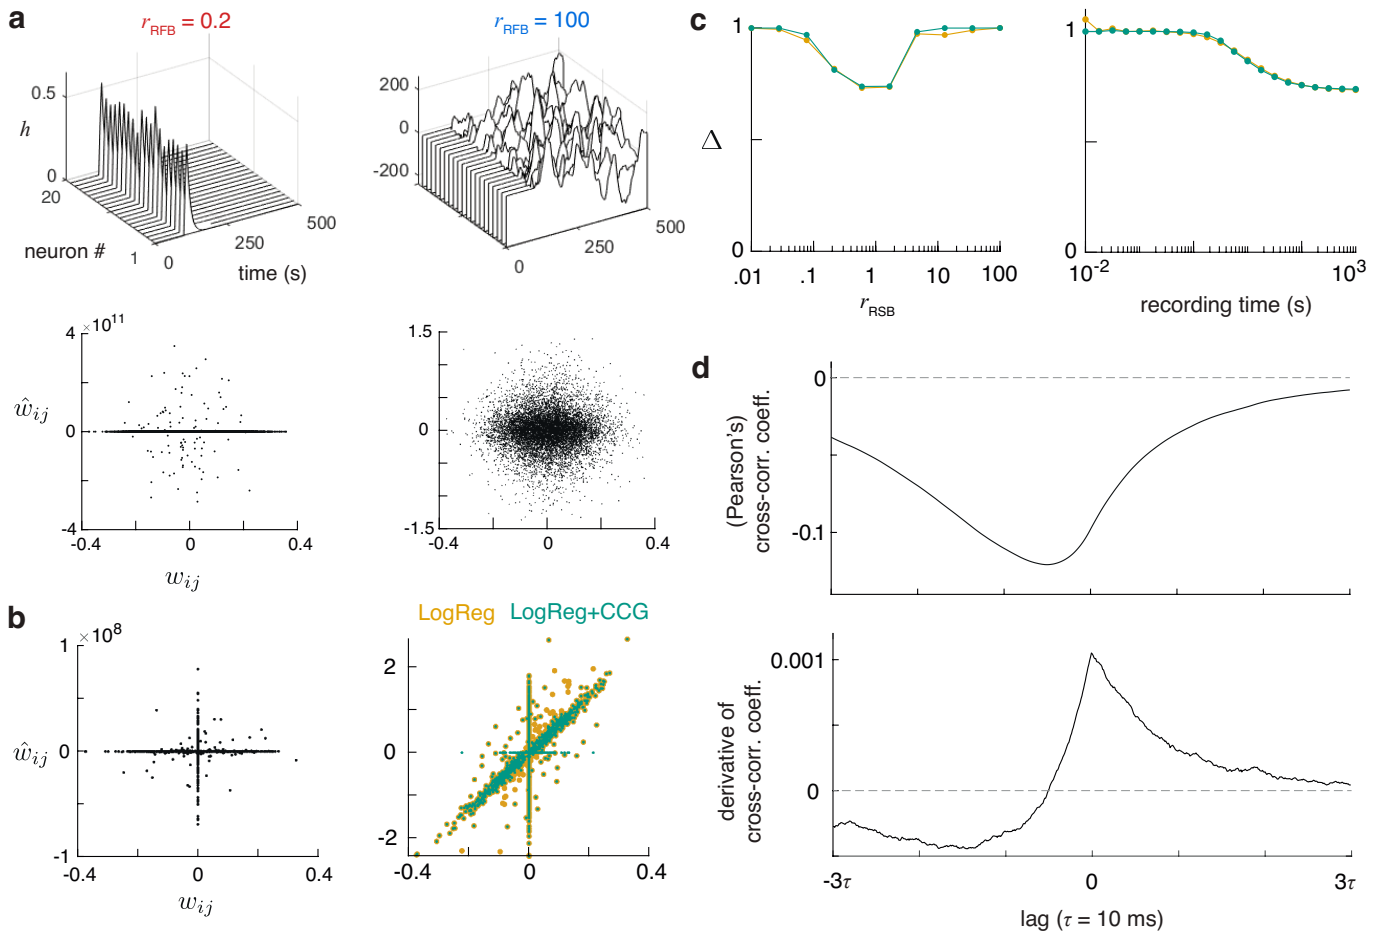 a
r_RFB = 0.2
r_RFB = 100
0.5
h
0
20
neuron #
1
0
250
500
time (s)
200
0
-200
0
250
500
×10^11
4
ŵ_ij
0
-4
-0.4
0
0.4
w_ij
1.5
0
-1.5
-0.4
0
0.4
b
×10^8
1
ŵ_ij
0
-1
-0.4
0
0.4
w_ij
LogReg
LogReg+CCG
2
0
-2
-0.4
0
0.4
c
1
Δ
0
.01
.1
1
10
100
r_RSB
1
0
10^-2
10^3
recording time (s)
d
(Pearson's)
cross-corr. coeff.
0
-0.1
derivative of
cross-corr. coeff.
0.001
0
-3τ
0
3τ
lag (τ = 10 ms)